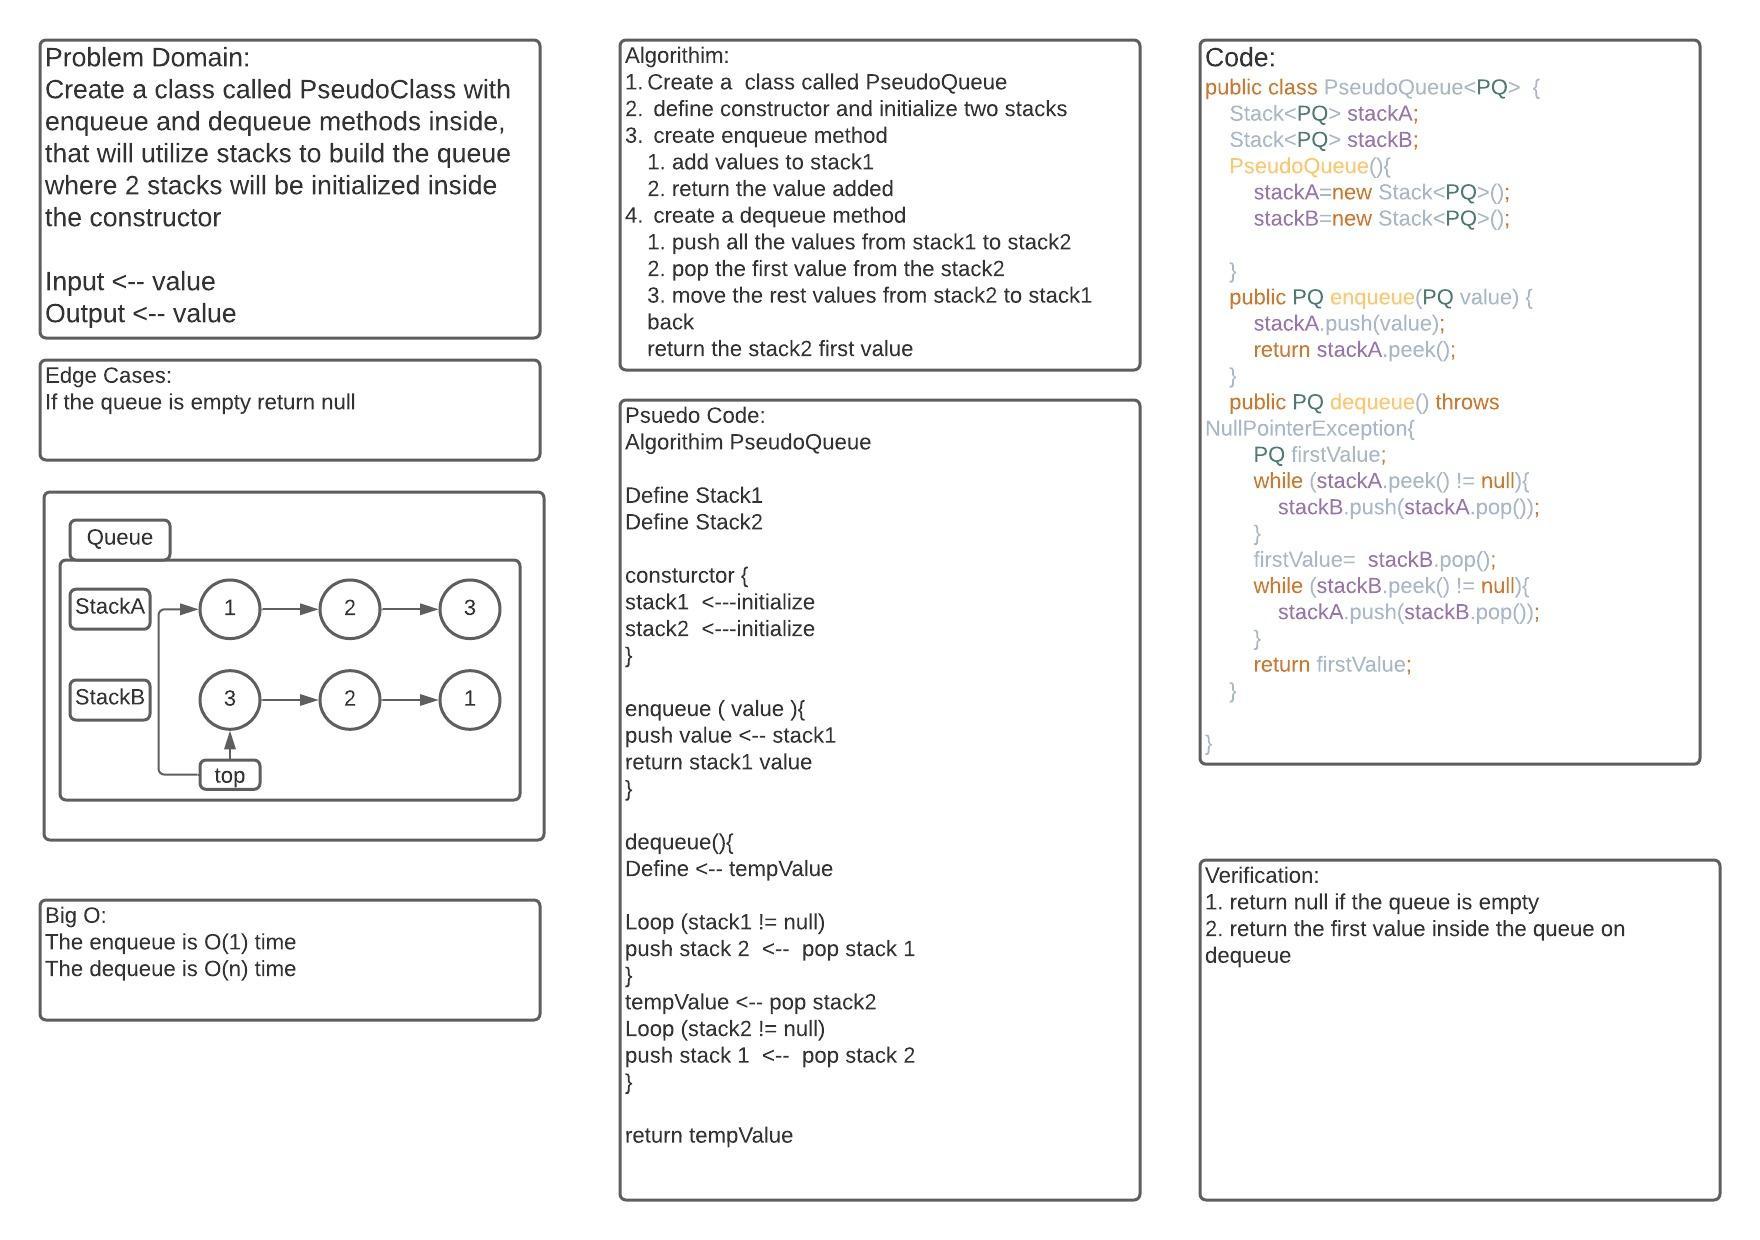 Problem Domain:
Create a class called PseudoClass with
enqueue and dequeue methods inside,
that will utilize stacks to build the queue
where 2 stacks will be initialized inside
the constructor
Input <-- value
Output <-- value
Edge Cases:
If the queue is empty return null
Queue
StackA
1
2
3
StackB
3
2
1
top
Big O:
The enqueue is O(1) time
The dequeue is O(n) time
Algorithim:
1. Create a  class called PseudoQueue
2.  define constructor and initialize two stacks
3.  create enqueue method
1. add values to stack1
2. return the value added
4.  create a dequeue method
1. push all the values from stack1 to stack2
2. pop the first value from the stack2
3. move the rest values from stack2 to stack1
back
return the stack2 first value
Psuedo Code:
Algorithim PseudoQueue
Define Stack1
Define Stack2
consturctor {
stack1  <---initialize
stack2  <---initialize
}
enqueue ( value ){
push value <-- stack1
return stack1 value
}
dequeue(){
Define <-- tempValue
Loop (stack1 != null)
push stack 2  <--  pop stack 1
}
tempValue <-- pop stack2
Loop (stack2 != null)
push stack 1  <--  pop stack 2
}
return tempValue
Code:
public class PseudoQueue<PQ>  {
Stack<PQ> stackA;
Stack<PQ> stackB;
PseudoQueue(){
stackA=new Stack<PQ>();
stackB=new Stack<PQ>();
}
public PQ enqueue(PQ value) {
stackA.push(value);
return stackA.peek();
}
public PQ dequeue() throws
NullPointerException{
PQ firstValue;
while (stackA.peek() != null){
stackB.push(stackA.pop());
}
firstValue=  stackB.pop();
while (stackB.peek() != null){
stackA.push(stackB.pop());
}
return firstValue;
}
}
Verification:
1. return null if the queue is empty
2. return the first value inside the queue on
dequeue